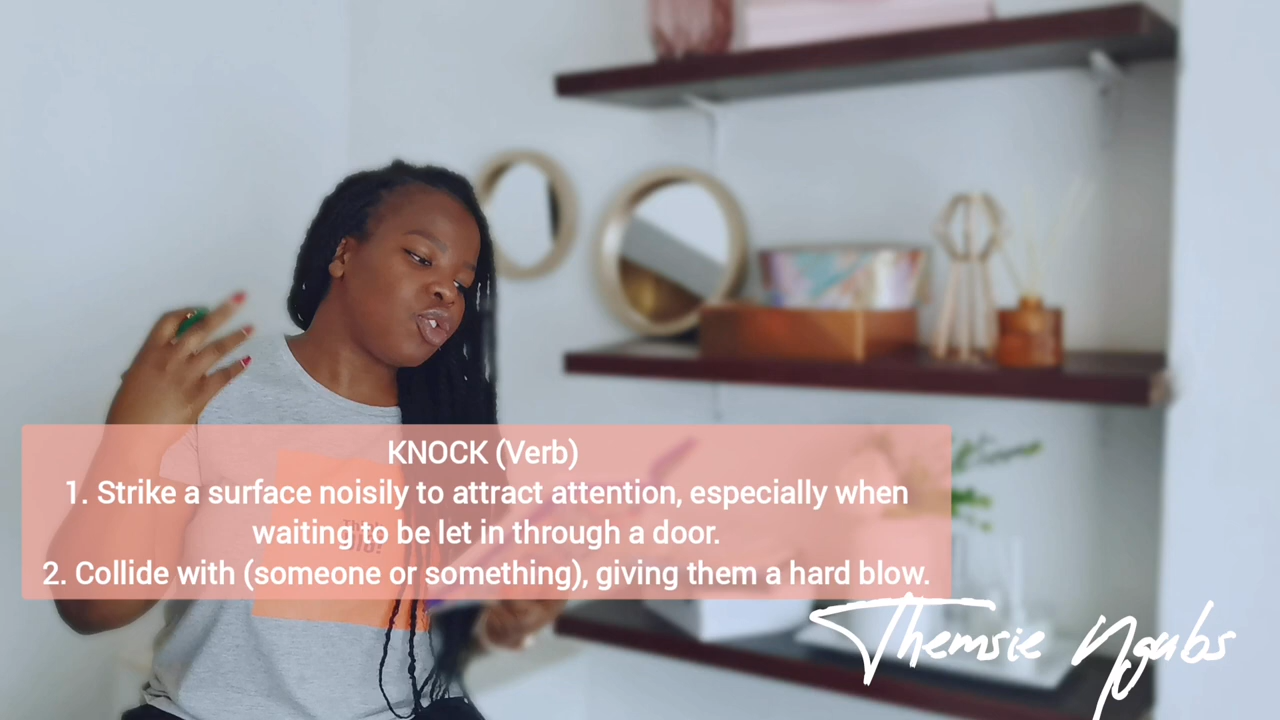 KNOCK (Verb)
1. Strike a surface noisily to attract attention, especially when
waiting to be let in through a door.
2. Collide with (someone or something), giving them a hard blow.
Themsie Ngubs